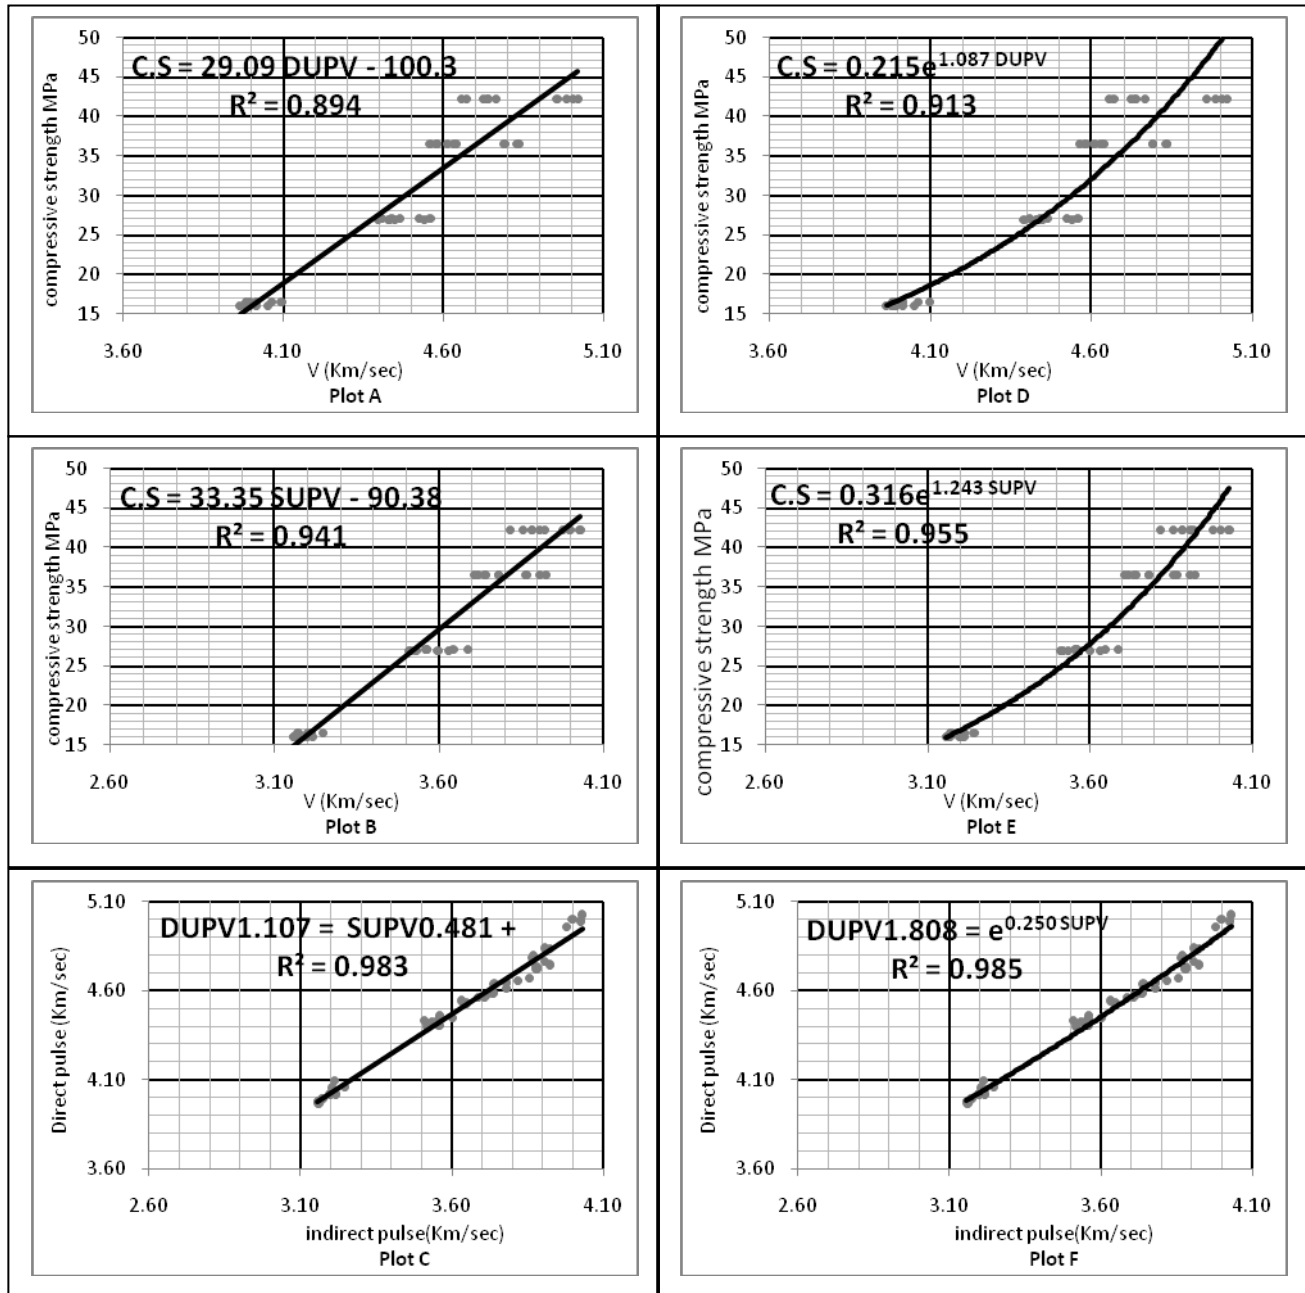 50
45
40
35
30
25
20
15
compressive strength MPa
C.S = 29.09 DUPV - 100.3
R² = 0.894
3.60 4.10 4.60 5.10
V (Km/sec)
Plot A
50
45
40
35
30
25
20
15
compressive strength MPa
C.S = 0.215e^1.087 DUPV
R² = 0.913
3.60 4.10 4.60 5.10
V (Km/sec)
Plot D
50
45
40
35
30
25
20
15
compressive strength MPa
C.S = 33.35 SUPV - 90.38
R² = 0.941
2.60 3.10 3.60 4.10
V (Km/sec)
Plot B
50
45
40
35
30
25
20
15
compressive strength MPa
C.S = 0.316e^1.243 SUPV
R² = 0.955
2.60 3.10 3.60 4.10
V (Km/sec)
Plot E
5.10
4.60
4.10
3.60
Direct pulse (Km/sec)
DUPV1.107 = SUPV0.481 +
R² = 0.983
2.60 3.10 3.60 4.10
indirect pulse(Km/sec)
Plot C
5.10
4.60
4.10
3.60
Direct pulse (Km/sec)
DUPV1.808 = e^0.250 SUPV
R² = 0.985
2.60 3.10 3.60 4.10
indirect pulse(Km/sec)
Plot F